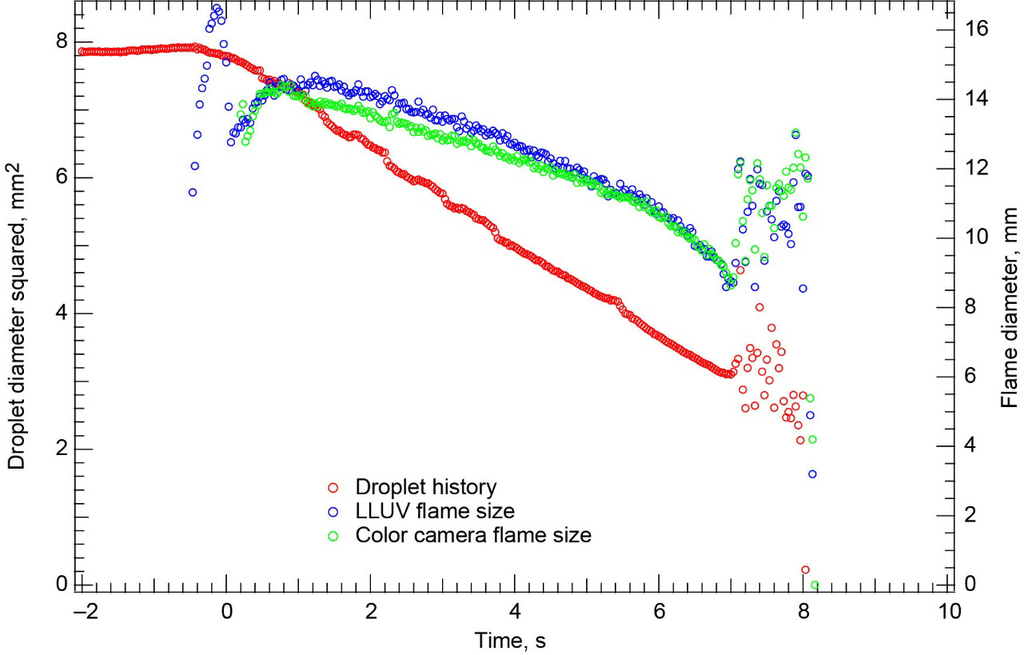 8
6
4
2
0
Droplet diameter squared, mm2
16
14
12
10
8
6
4
2
0
Flame diameter, mm
Droplet history
LLUV flame size
Color camera flame size
–2 0 2 4 6 8 10
Time, s